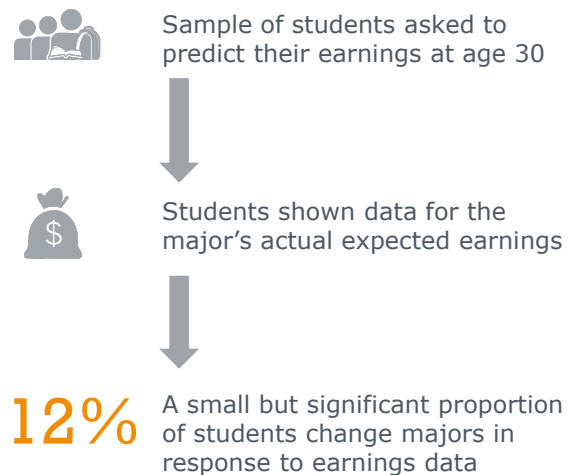 Sample of students asked to
predict their earnings at age 30
$
Students shown data for the
major’s actual expected earnings
12%
A small but significant proportion
of students change majors in
response to earnings data